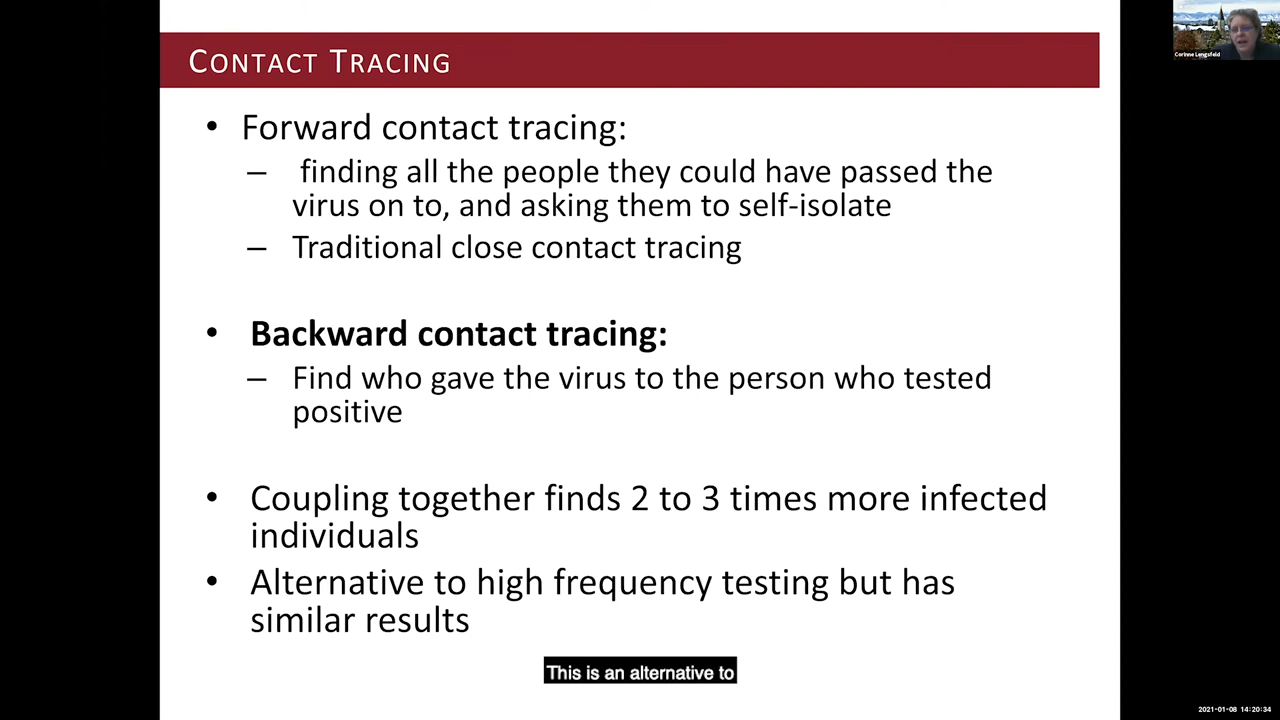 CONTACT TRACING
Corinne Lengsfeld
• Forward contact tracing:
– finding all the people they could have passed the
virus on to, and asking them to self-isolate
– Traditional close contact tracing
• Backward contact tracing:
– Find who gave the virus to the person who tested
positive
• Coupling together finds 2 to 3 times more infected
individuals
• Alternative to high frequency testing but has
similar results
This is an alternative to
2021-01-08 14:20:34